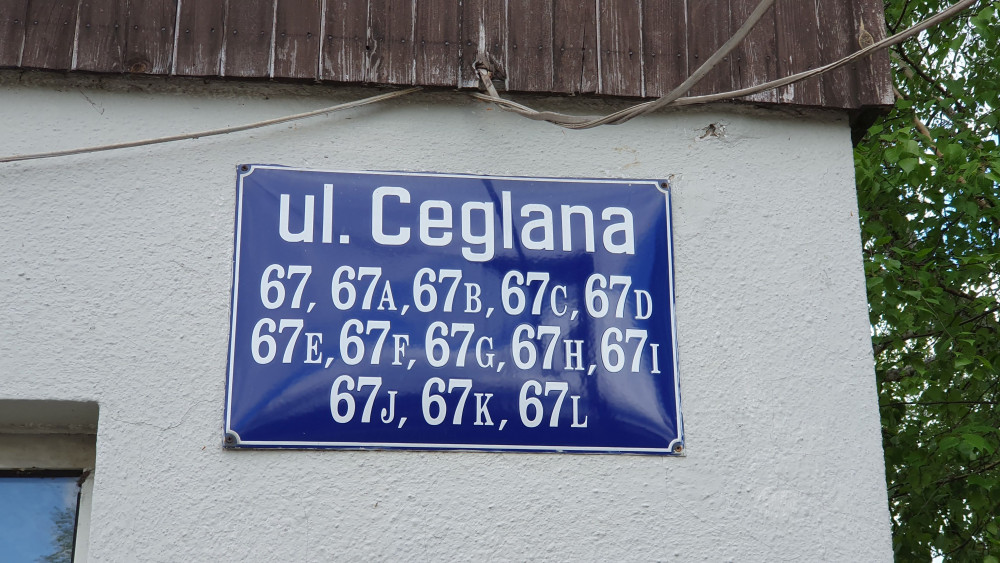 ul. Ceglana
67, 67A, 67B, 67C, 67D
67E, 67F, 67G, 67H, 67I
67J, 67K, 67L